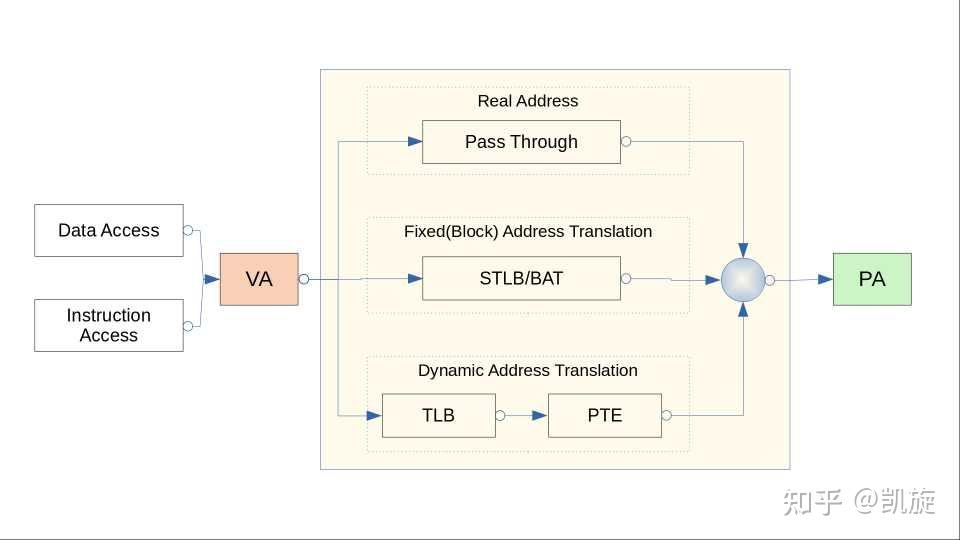 Real Address
Pass Through
Data Access
Instruction
Access
VA
Fixed(Block) Address Translation
STLB/BAT
PA
Dynamic Address Translation
TLB
PTE
知乎 @凯旋